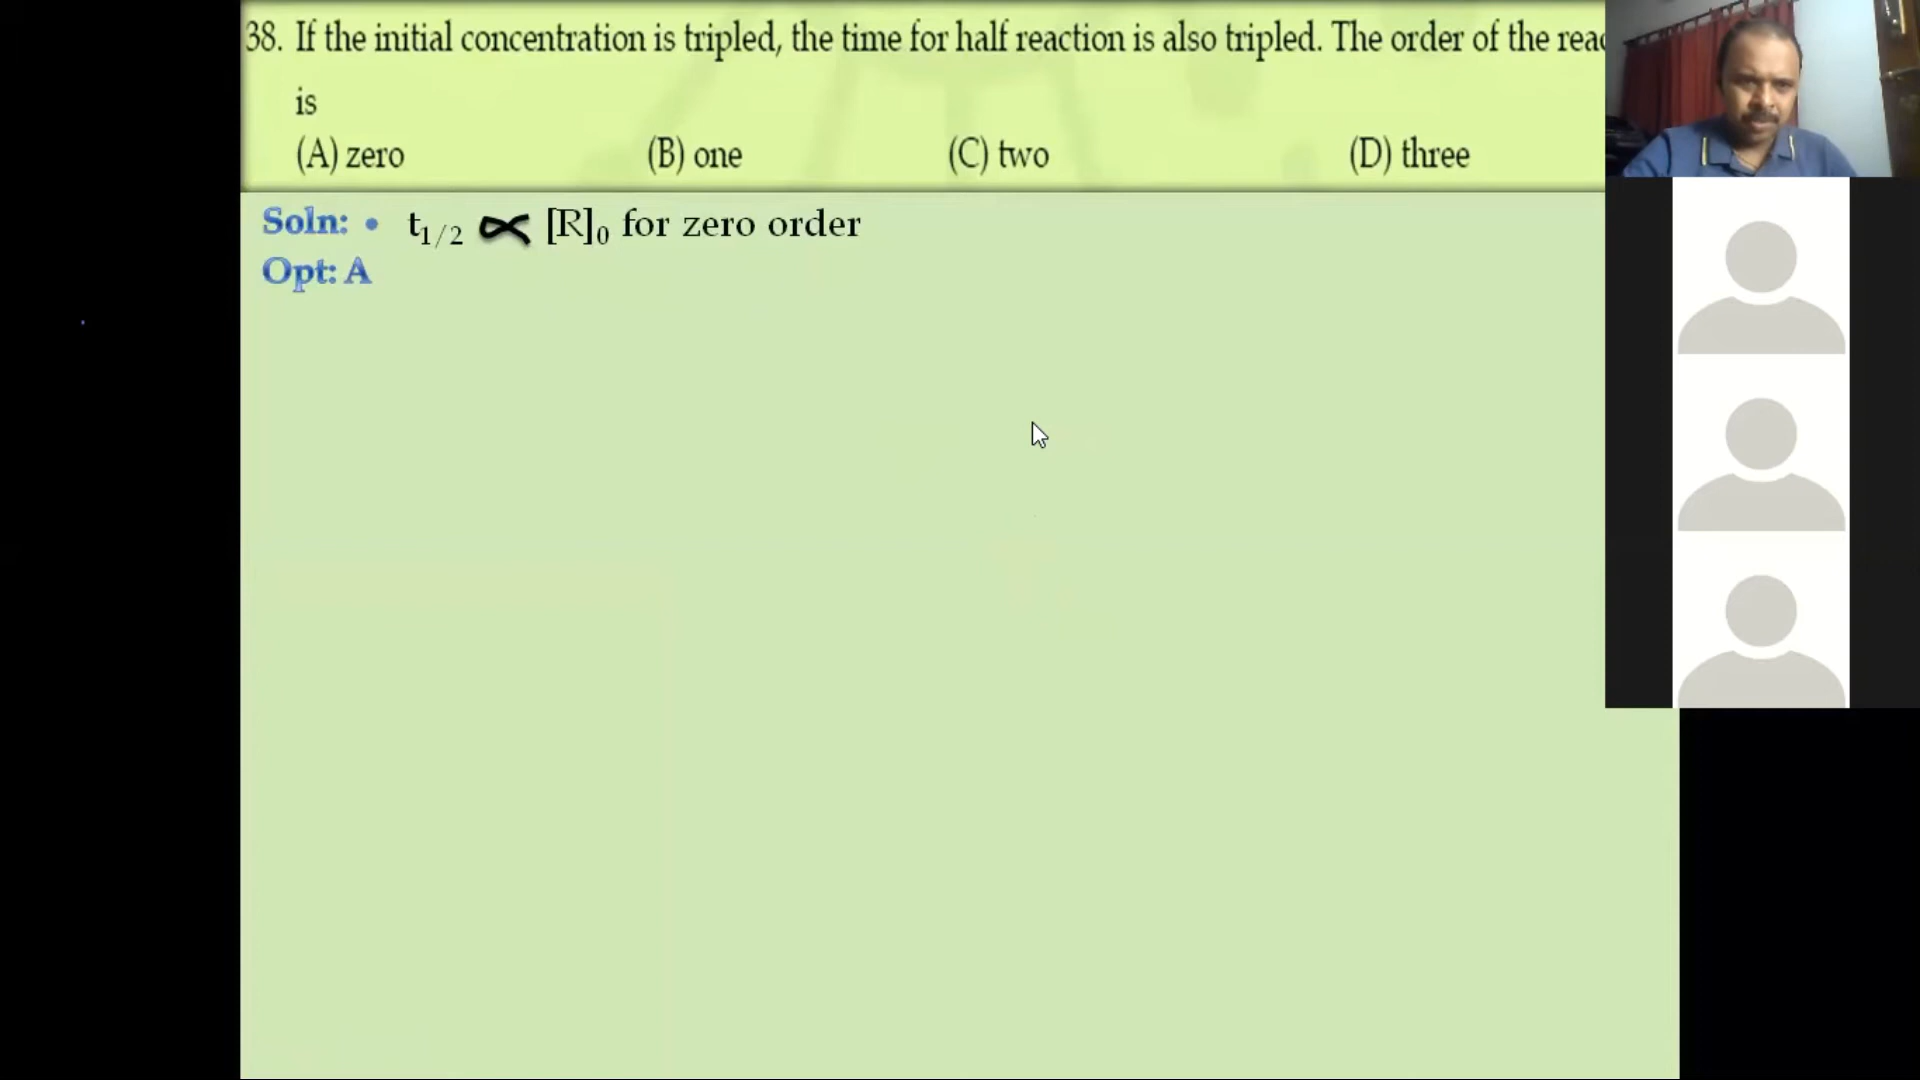 38. If the initial concentration is tripled, the time for half reaction is also tripled. The order of the
is
(A) zero (B) one (C) two (D) three
Soln: • t1/2 ∝ [R]0 for zero order
Opt: A